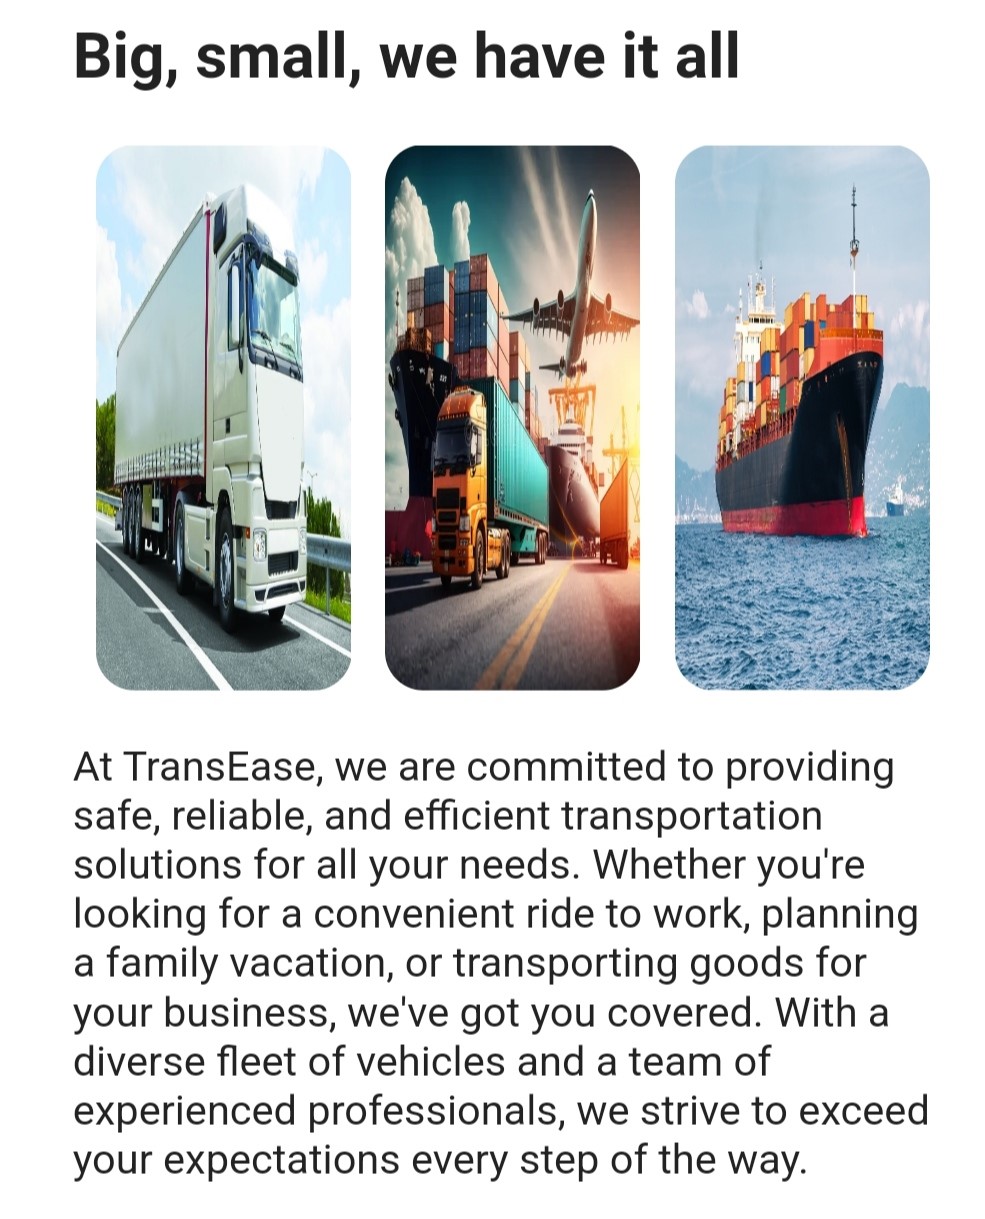 Big, small, we have it all
At TransEase, we are committed to providing
safe, reliable, and efficient transportation
solutions for all your needs. Whether you're
looking for a convenient ride to work, planning
a family vacation, or transporting goods for
your business, we've got you covered. With a
diverse fleet of vehicles and a team of
experienced professionals, we strive to exceed
your expectations every step of the way.